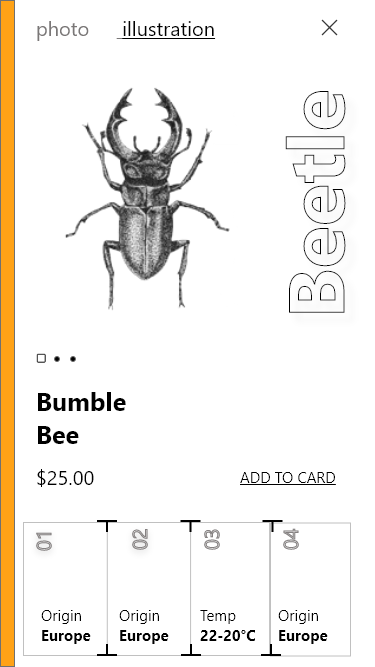 photo illustration
Beetle
Bumble
Bee
$25.00 ADD TO CARD
01 02 03 04
Origin Origin Temp Origin
Europe Europe 22-20°C Europe